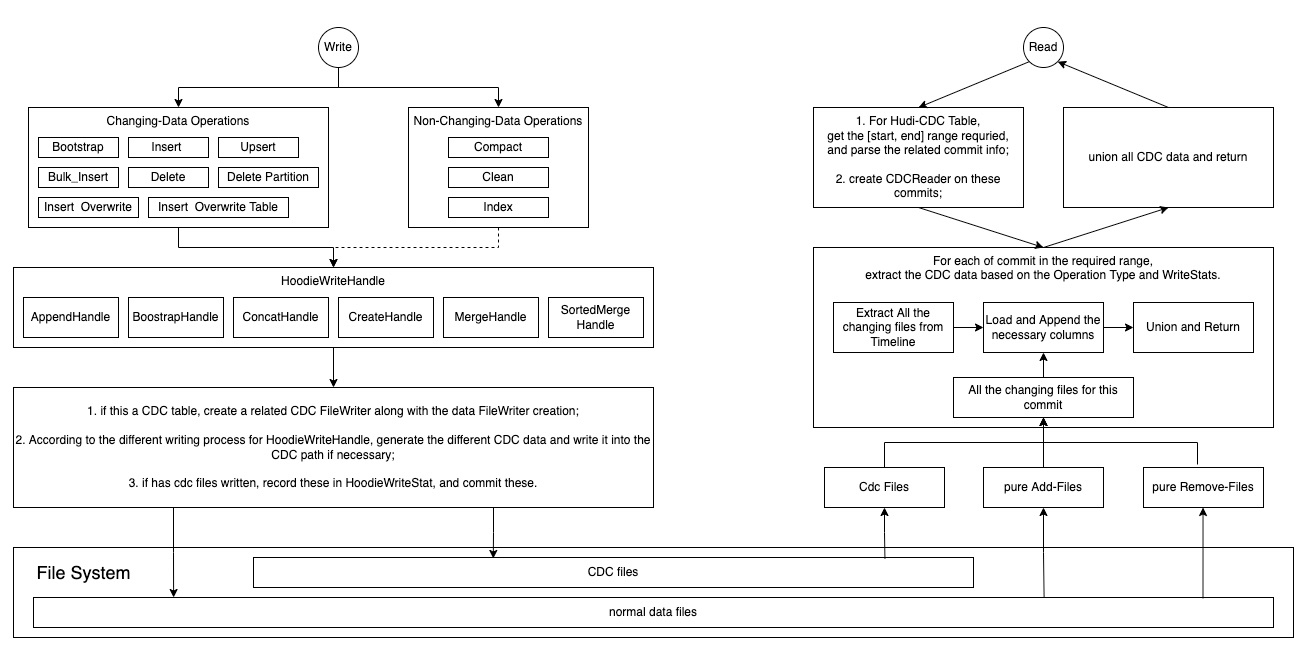 Write
Changing-Data Operations
Bootstrap
Insert
Upsert
Bulk_Insert
Delete
Delete Partition
Insert Overwrite
Insert Overwrite Table
Non-Changing-Data Operations
Compact
Clean
Index
HoodieWriteHandle
AppendHandle
BoostrapHandle
ConcatHandle
CreateHandle
MergeHandle
SortedMerge
Handle
1. if this a CDC table, create a related CDC FileWriter along with the data FileWriter creation;
2. According to the different writing process for HoodieWriteHandle, generate the different CDC data and write it into the
CDC path if necessary;
3. if has cdc files written, record these in HoodieWriteStat, and commit these.
Read
1. For Hudi-CDC Table,
get the [start, end] range requried,
and parse the related commit info;
2. create CDCReader on these
commits;
union all CDC data and return
For each of commit in the required range,
extract the CDC data based on the Operation Type and WriteStats.
Extract All the
changing files from
Timeline
Load and Append the
necessary columns
Union and Return
All the changing files for this
commit
Cdc Files
pure Add-Files
pure Remove-Files
File System
CDC files
normal data files